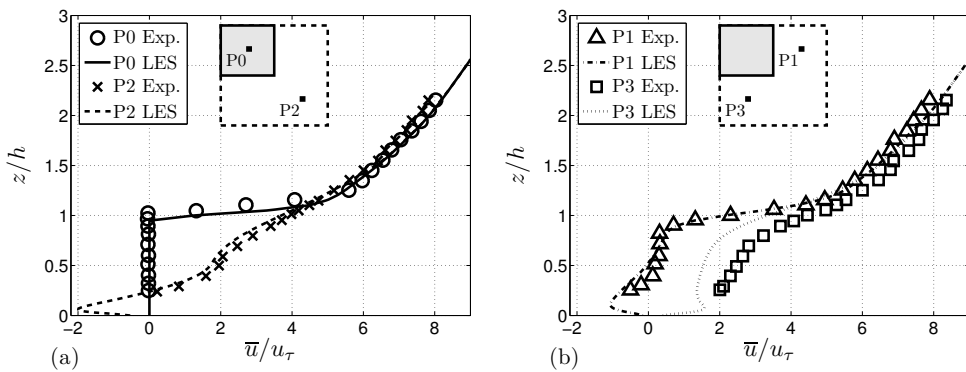 P0 Exp.
P0 LES
P2 Exp.
P2 LES
P0
P2
z/h
3
2.5
2
1.5
1
0.5
0
−2 0 2 4 6 8
u̅/u_τ
(a)
P1 Exp.
P1 LES
P3 Exp.
P3 LES
P1
P3
z/h
3
2.5
2
1.5
1
0.5
0
−2 0 2 4 6 8
u̅/u_τ
(b)